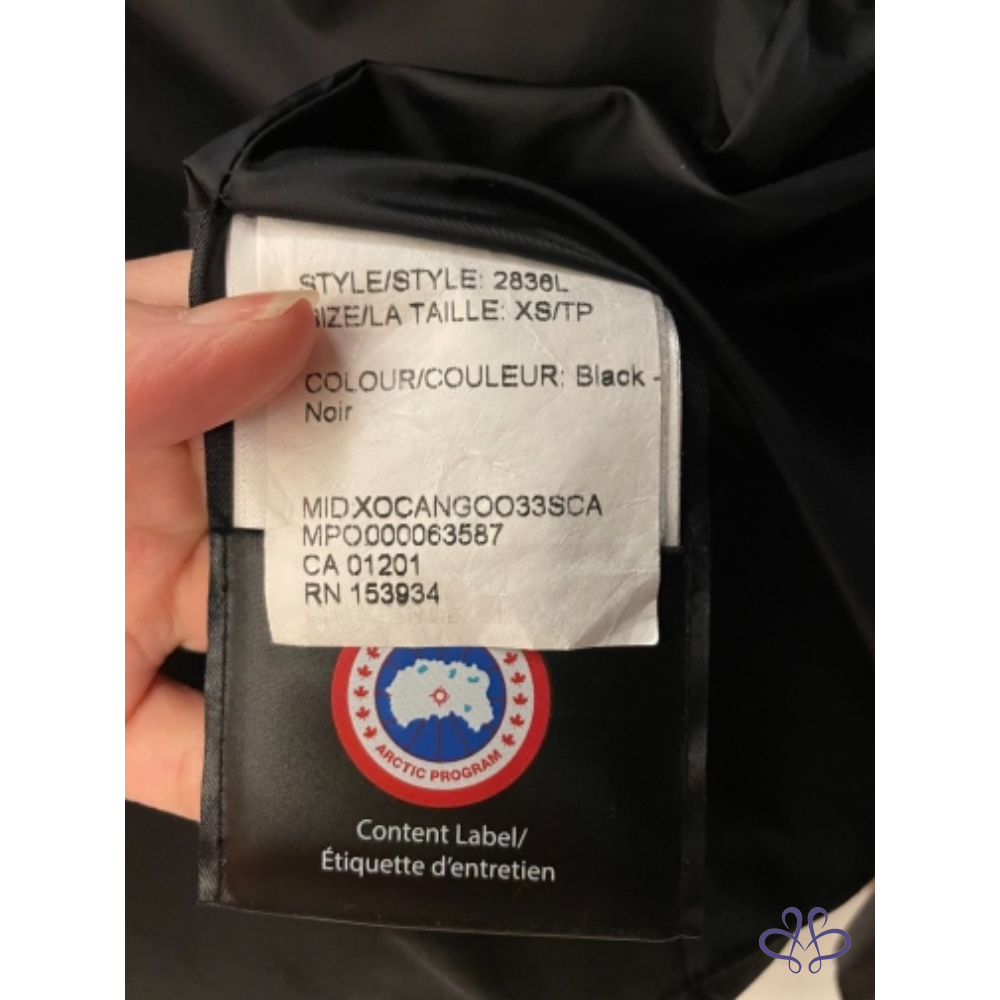 STYLE/STYLE: 2836L
SIZE/LA TAILLE: XS/TP
COLOUR/COULEUR: Black -
Noir
MID:XOCANGOO33SCA
MPO:000063587
CA 01201
RN 153934
ARCTIC PROGRAM
Content Label/
Étiquette d'entretien